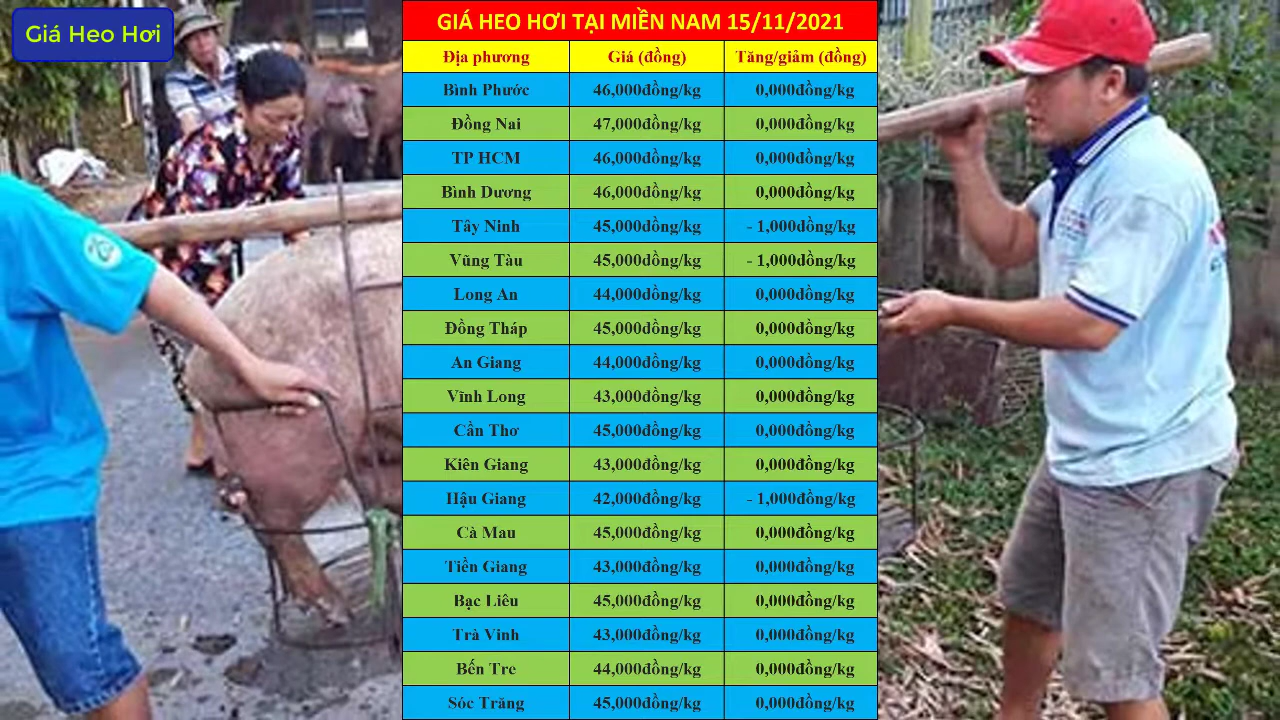 Giá Heo Hơi
GIÁ HEO HƠI TẠI MIỀN NAM 15/11/2021
Địa phương Giá (đồng) Tăng/giảm (đồng)
Bình Phước 46,000đồng/kg 0,000đồng/kg
Đồng Nai 47,000đồng/kg 0,000đồng/kg
TP HCM 46,000đồng/kg 0,000đồng/kg
Bình Dương 46,000đồng/kg 0,000đồng/kg
Tây Ninh 45,000đồng/kg - 1,000đồng/kg
Vũng Tàu 45,000đồng/kg - 1,000đồng/kg
Long An 44,000đồng/kg 0,000đồng/kg
Đồng Tháp 45,000đồng/kg 0,000đồng/kg
An Giang 44,000đồng/kg 0,000đồng/kg
Vĩnh Long 43,000đồng/kg 0,000đồng/kg
Cần Thơ 45,000đồng/kg 0,000đồng/kg
Kiên Giang 43,000đồng/kg 0,000đồng/kg
Hậu Giang 42,000đồng/kg - 1,000đồng/kg
Cà Mau 45,000đồng/kg 0,000đồng/kg
Tiền Giang 43,000đồng/kg 0,000đồng/kg
Bạc Liêu 45,000đồng/kg 0,000đồng/kg
Trà Vinh 43,000đồng/kg 0,000đồng/kg
Bến Tre 44,000đồng/kg 0,000đồng/kg
Sóc Trăng 45,000đồng/kg 0,000đồng/kg